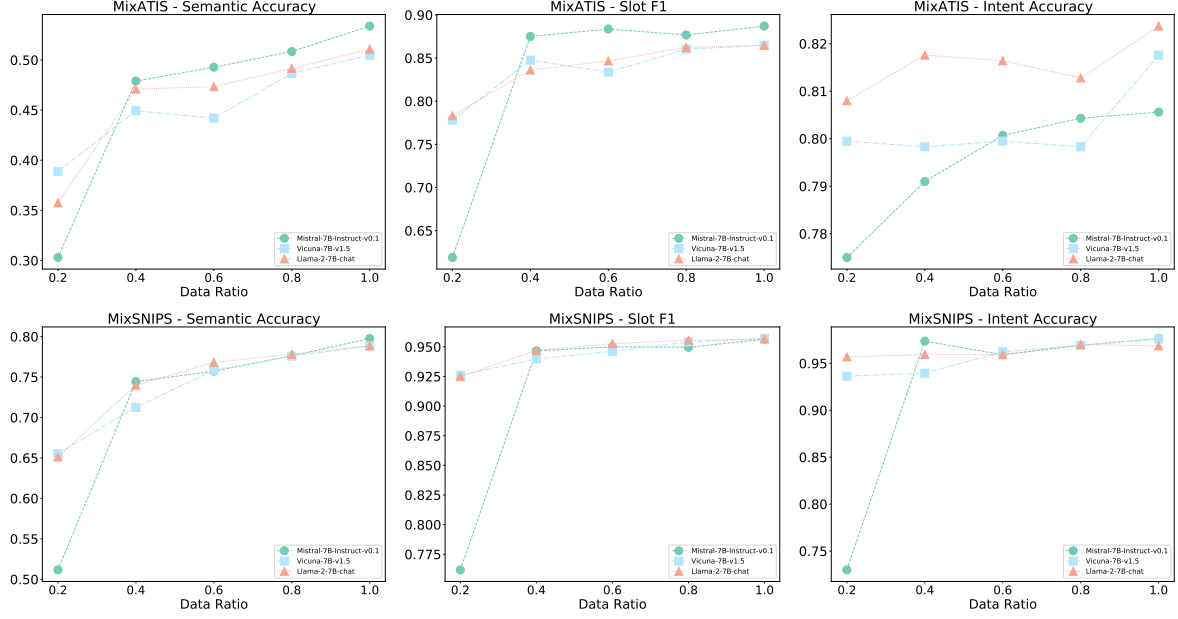 MixATIS - Semantic Accuracy
0.50
0.45
0.40
0.35
0.30
Mistral-7B-Instruct-v0.1
Vicuna-7B-v1.5
Llama-2-7B-chat
0.2 0.4 0.6 0.8 1.0
Data Ratio
MixATIS - Slot F1
0.90
0.85
0.80
0.75
0.70
0.65
Mistral-7B-Instruct-v0.1
Vicuna-7B-v1.5
Llama-2-7B-chat
0.2 0.4 0.6 0.8 1.0
Data Ratio
MixATIS - Intent Accuracy
0.82
0.81
0.80
0.79
0.78
Mistral-7B-Instruct-v0.1
Vicuna-7B-v1.5
Llama-2-7B-chat
0.2 0.4 0.6 0.8 1.0
Data Ratio
MixSNIPS - Semantic Accuracy
0.80
0.75
0.70
0.65
0.60
0.55
0.50
Mistral-7B-Instruct-v0.1
Vicuna-7B-v1.5
Llama-2-7B-chat
0.2 0.4 0.6 0.8 1.0
Data Ratio
MixSNIPS - Slot F1
0.950
0.925
0.900
0.875
0.850
0.825
0.800
0.775
Mistral-7B-Instruct-v0.1
Vicuna-7B-v1.5
Llama-2-7B-chat
0.2 0.4 0.6 0.8 1.0
Data Ratio
MixSNIPS - Intent Accuracy
0.95
0.90
0.85
0.80
0.75
Mistral-7B-Instruct-v0.1
Vicuna-7B-v1.5
Llama-2-7B-chat
0.2 0.4 0.6 0.8 1.0
Data Ratio